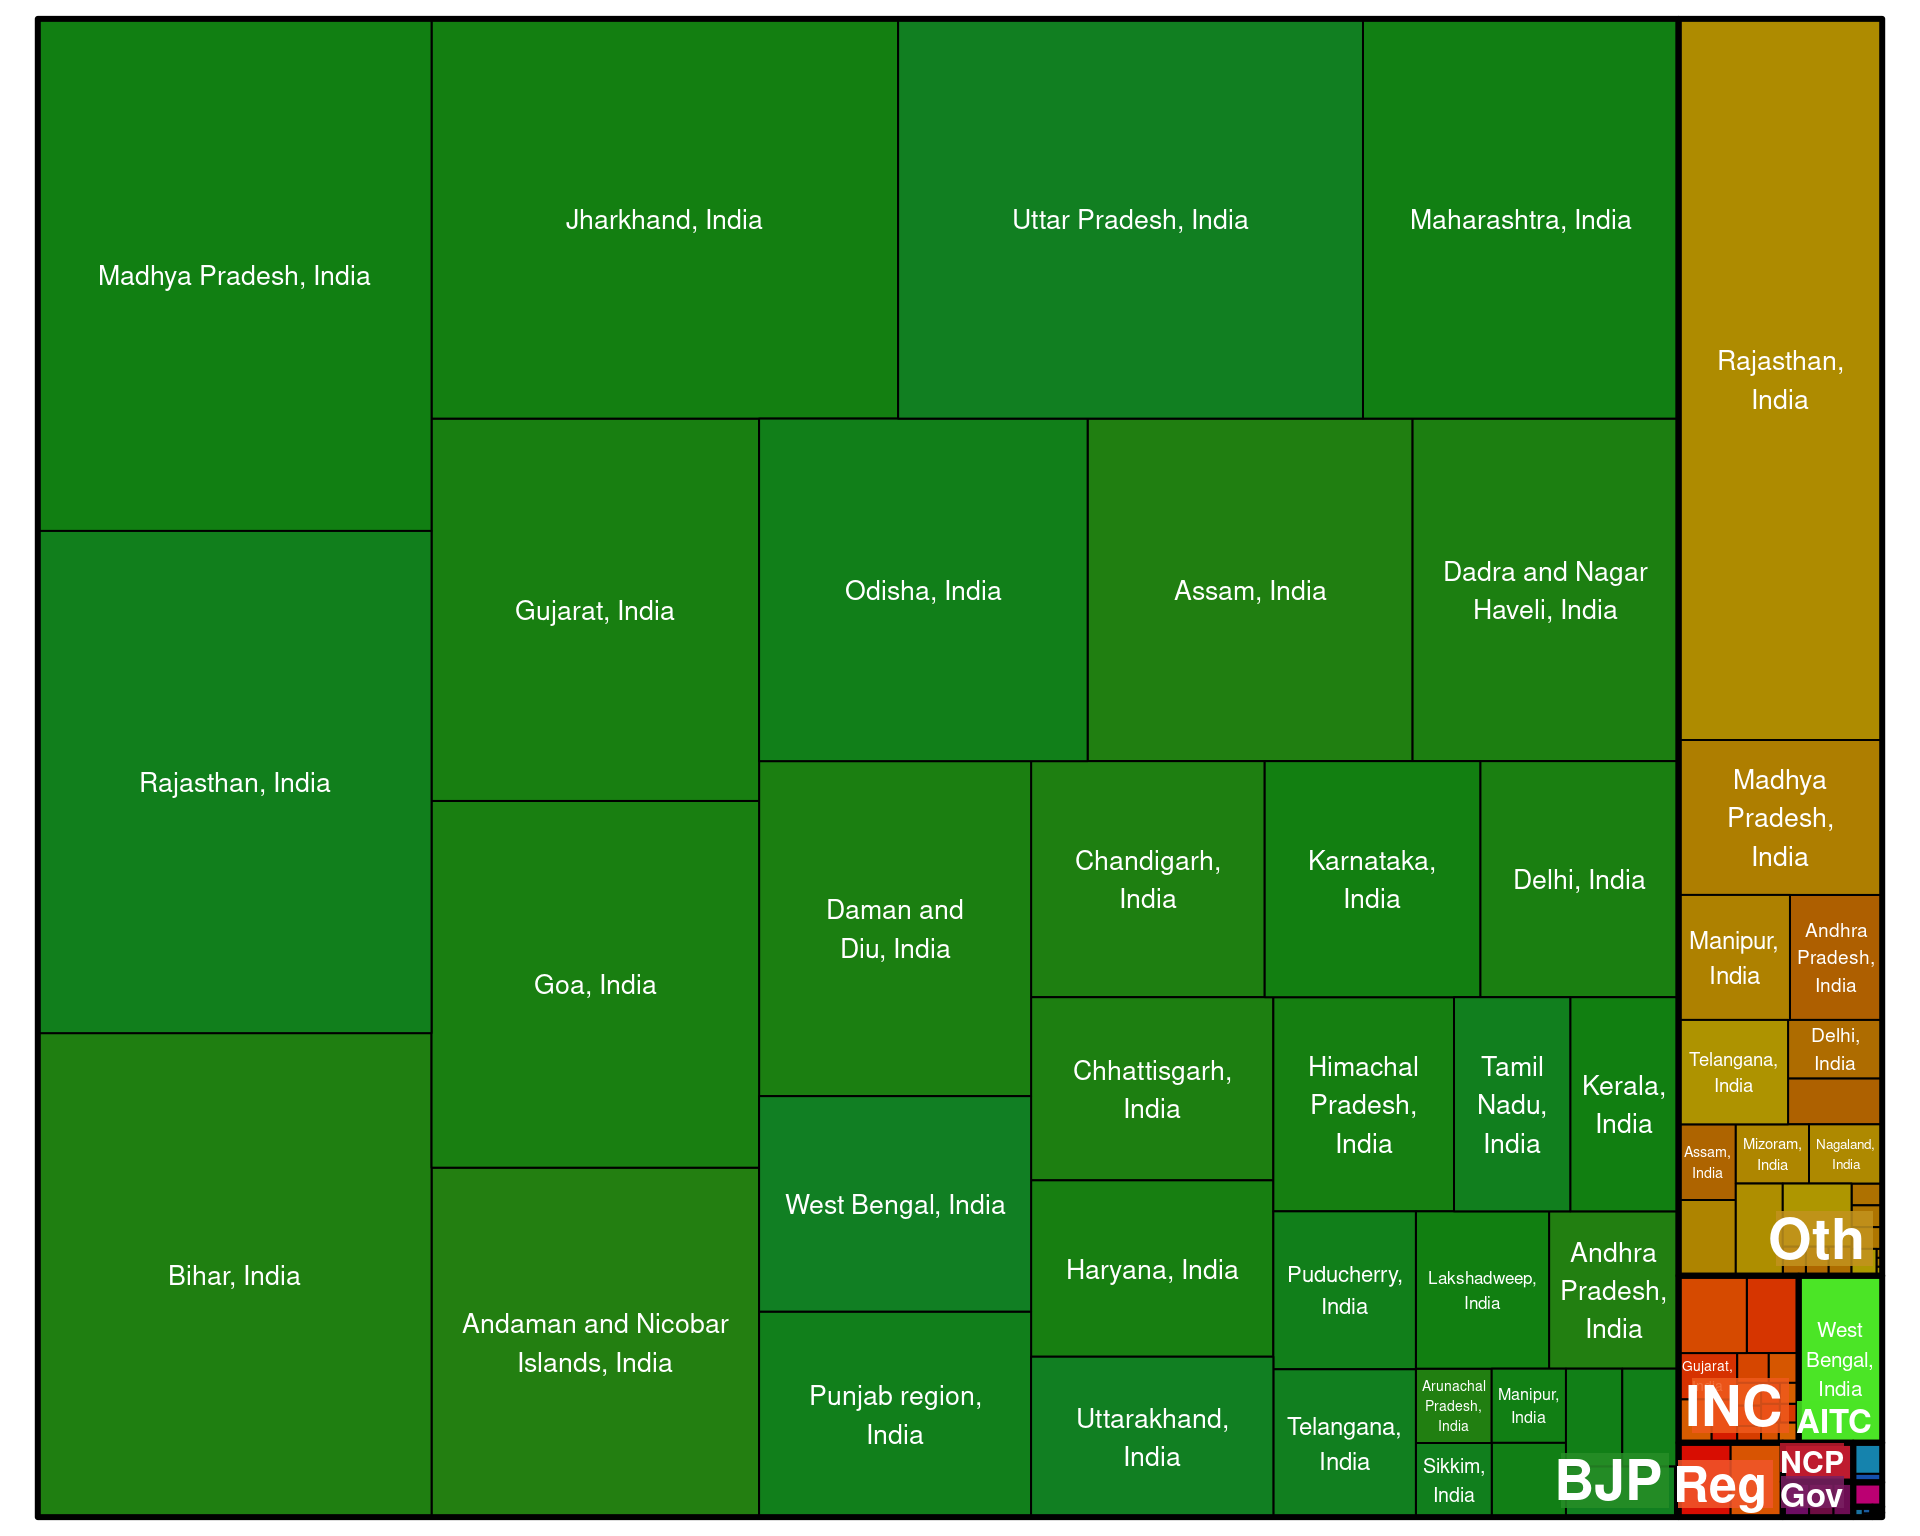 Madhya Pradesh, India
Jharkhand, India
Uttar Pradesh, India
Maharashtra, India
Rajasthan,
India
Rajasthan, India
Gujarat, India
Odisha, India
Assam, India
Dadra and Nagar
Haveli, India
Madhya
Pradesh,
India
Goa, India
Daman and
Diu, India
Chandigarh,
India
Karnataka,
India
Delhi, India
Manipur,
India
Andhra
Pradesh,
India
Telangana,
India
Delhi,
India
Bihar, India
Andaman and Nicobar
Islands, India
West Bengal, India
Punjab region,
India
Chhattisgarh,
India
Haryana, India
Uttarakhand,
India
Himachal
Pradesh,
India
Tamil
Nadu,
India
Kerala,
India
Puducherry,
India
Lakshadweep,
India
Andhra
Pradesh,
India
Telangana,
India
Arunachal
Pradesh,
India
Manipur,
India
Sikkim,
India
BJP
Assam,
India
Mizoram,
India
Nagaland,
India
Oth
Gujarat,
INC
West
Bengal,
India
AITC
Reg
NCP
Gov